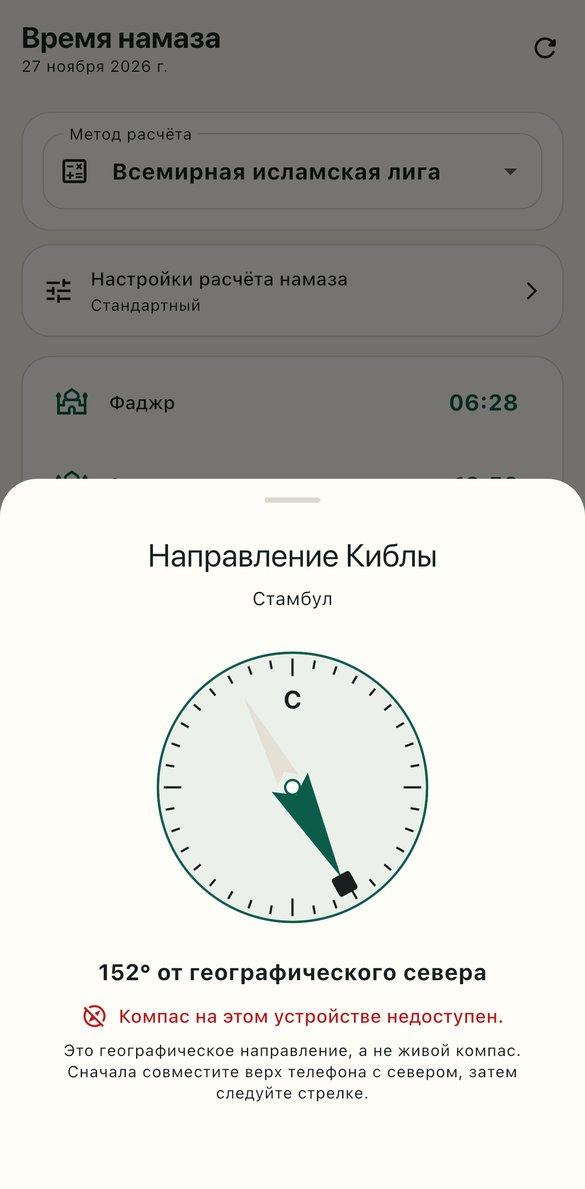 Время намаза
27 ноября 2026 г.
Метод расчёта
Всемирная исламская лига
Настройки расчёта намаза
Стандартный
Фаджр
06:28
Направление Киблы
Стамбул
С
152° от географического севера
Компас на этом устройстве недоступен.
Это географическое направление, а не живой компас.
Сначала совместите верх телефона с севером, затем
следуйте стрелке.